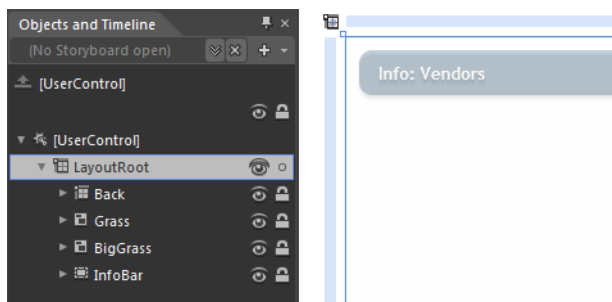 Objects and Timeline
(No Storyboard open)
[UserControl]
[UserControl]
LayoutRoot
Back
Grass
BigGrass
InfoBar
Info: Vendors